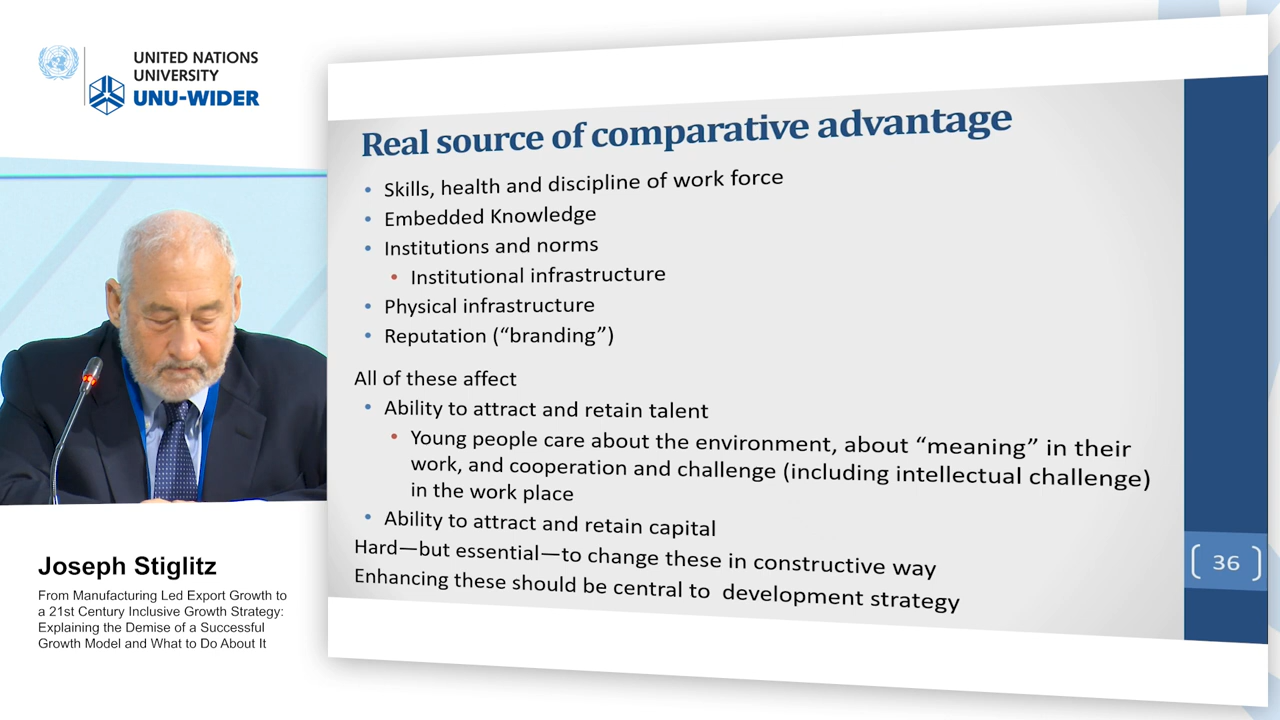 UNITED NATIONS
UNIVERSITY
UNU-WIDER
Joseph Stiglitz
From Manufacturing Led Export Growth to
a 21st Century Inclusive Growth Strategy:
Explaining the Demise of a Successful
Growth Model and What to Do About It
Real source of comparative advantage
• Skills, health and discipline of work force
• Embedded Knowledge
• Institutions and norms
• Institutional infrastructure
• Physical infrastructure
• Reputation (“branding”)
All of these affect
• Ability to attract and retain talent
• Young people care about the environment, about “meaning” in their
work, and cooperation and challenge (including intellectual challenge)
in the work place
• Ability to attract and retain capital
Hard—but essential—to change these in constructive way
Enhancing these should be central to development strategy
36